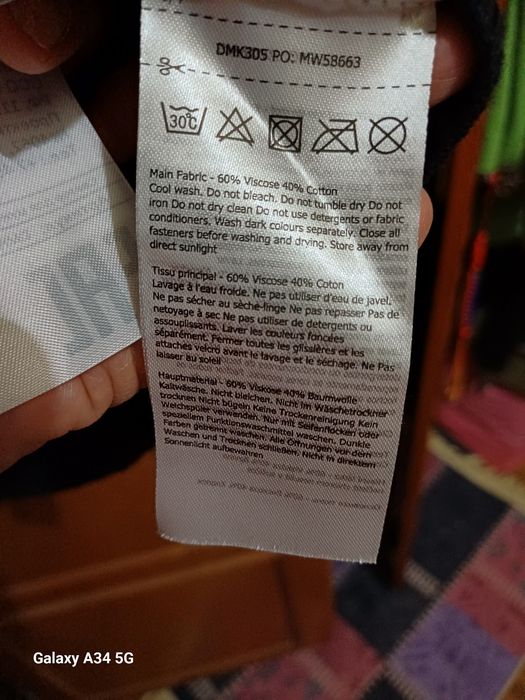 DMK305 PO: MW58663
30°C
Main Fabric - 60% Viscose 40% Cotton
Cool wash. Do not bleach. Do not tumble dry Do not
iron Do not dry clean Do not use detergents or fabric
conditioners. Wash dark colours separately. Close all
fasteners before washing and drying. Store away from
direct sunlight
Tissu principal - 60% Viscose 40% Coton
Lavage à l'eau froide. Ne pas utiliser d'eau de javel.
Ne pas sécher au sèche-linge Ne pas repasser Pas de
nettoyage à sec Ne pas utiliser de détergents ou
assouplissants. Laver les couleurs foncées
séparément. Fermer toutes les glissières et les
attaches velcro avant le lavage et le séchage. Ne Pas
laisser au soleil
Hauptmaterial - 60% Viskose 40% Baumwolle
Kaltwäsche. Nicht bleichen. Nicht im Wäschetrockner
trocknen Nicht bügeln Keine Trockenreinigung Kein
Weichspüler verwenden. Nur mit Seifenflocken oder
speziellem Funktionswaschmittel waschen. Dunkle
Farben getrennt waschen. Alle Öffnungen vor dem
Waschen und Trocknen schließen. Nicht in direktem
Sonnenlicht aufbewahren
Galaxy A34 5G